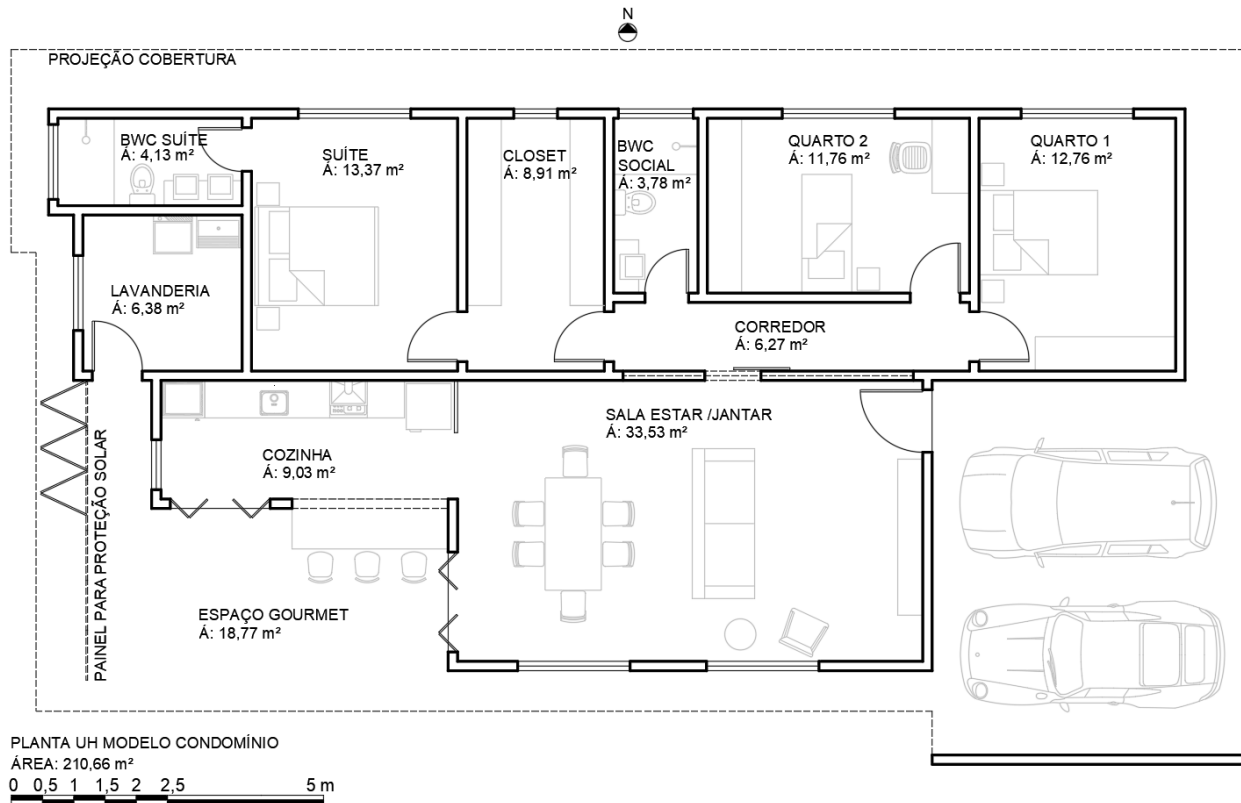 N
PROJEÇÃO COBERTURA
BWC SUÍTE
Á: 4,13 m²
SUÍTE
Á: 13,37 m²
CLOSET
Á: 8,91 m²
BWC
SOCIAL
Á: 3,78 m²
QUARTO 2
Á: 11,76 m²
QUARTO 1
Á: 12,76 m²
LAVANDERIA
Á: 6,38 m²
CORREDOR
Á: 6,27 m²
SALA ESTAR /JANTAR
Á: 33,53 m²
COZINHA
Á: 9,03 m²
PAINEL PARA PROTEÇÃO SOLAR
ESPAÇO GOURMET
Á: 18,77 m²
PLANTA UH MODELO CONDOMÍNIO
ÁREA: 210,66 m²
0 0,5 1 1,5 2 2,5 5 m